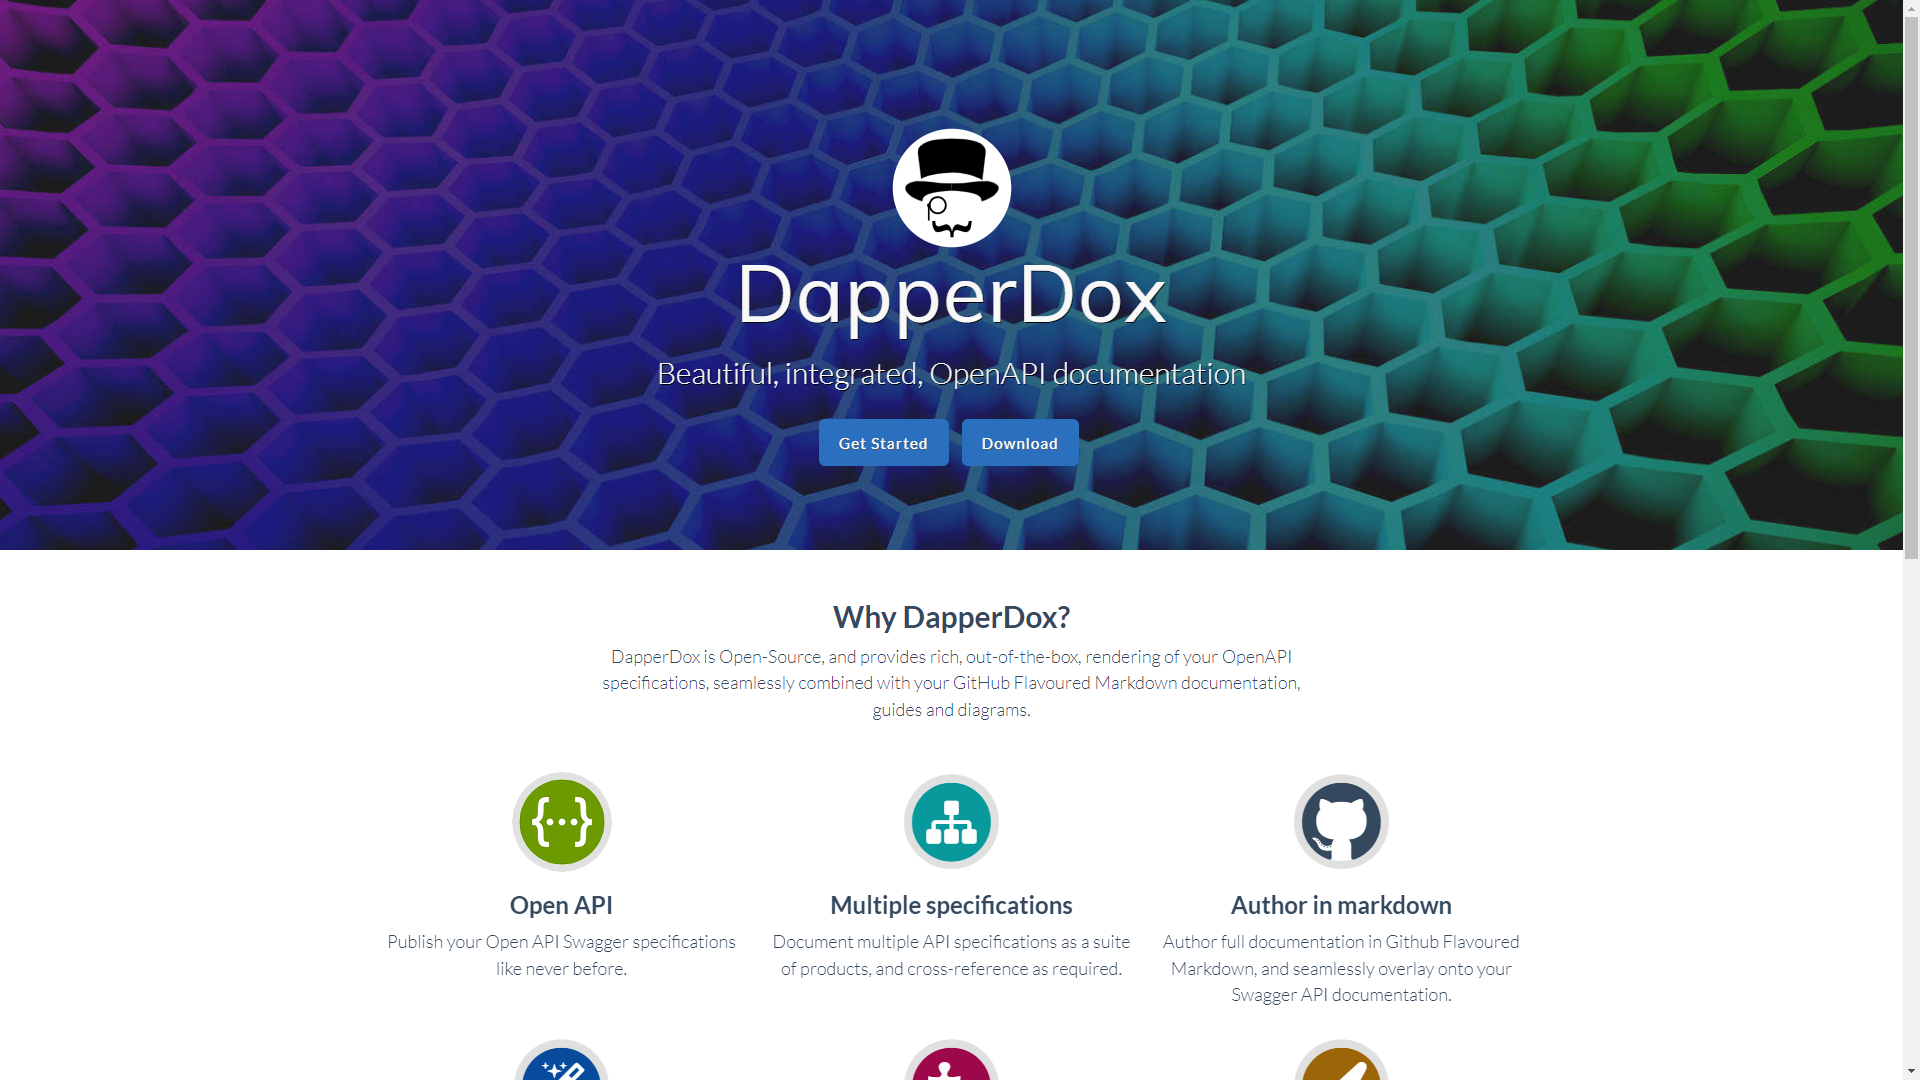 DapperDox
Beautiful, integrated, OpenAPI documentation
Get Started
Download
Why DapperDox?
DapperDox is Open-Source, and provides rich, out-of-the-box, rendering of your OpenAPI
specifications, seamlessly combined with your GitHub Flavoured Markdown documentation,
guides and diagrams.
Open API
Publish your Open API Swagger specifications
like never before.
Multiple specifications
Document multiple API specifications as a suite
of products, and cross-reference as required.
Author in markdown
Author full documentation in Github Flavoured
Markdown, and seamlessly overlay onto your
Swagger API documentation.